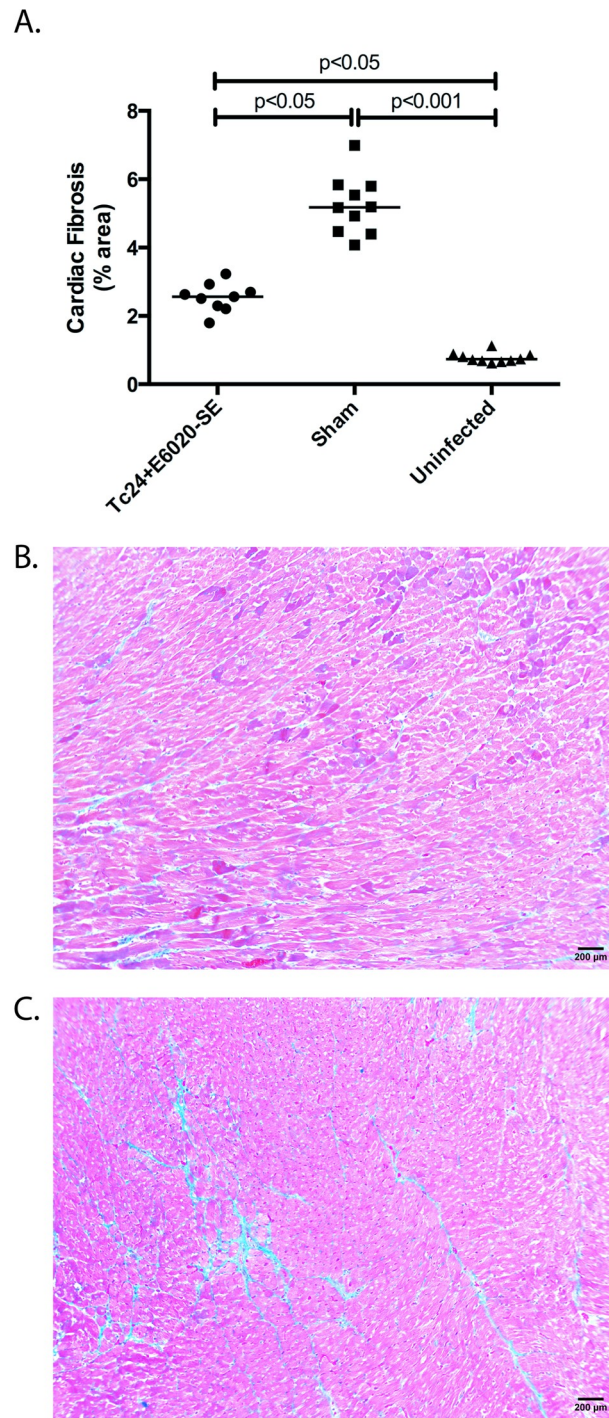 A.
p<0.05
p<0.05
p<0.001
Cardiac Fibrosis
(% area)
8
6
4
2
0
Tc24+E6020-SE
Sham
Uninfected
B.
200 µm
C.
200 µm